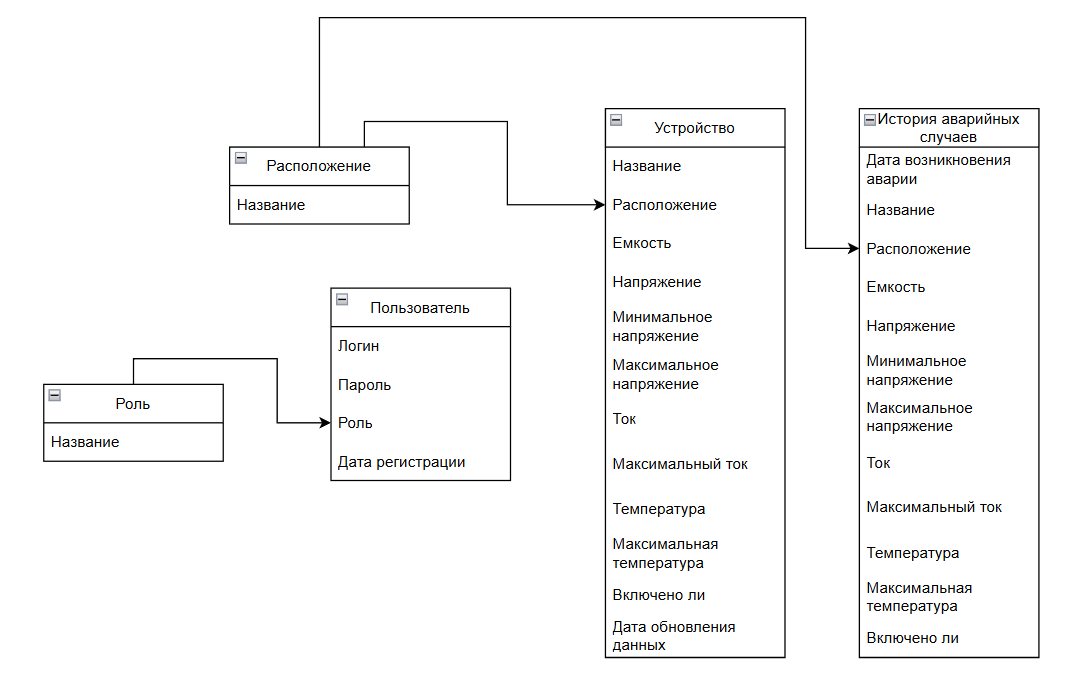 Расположение
Название
Роль
Название
Пользователь
Логин
Пароль
Роль
Дата регистрации
Устройство
Название
Расположение
Емкость
Напряжение
Минимальное
напряжение
Максимальное
напряжение
Ток
Максимальный ток
Температура
Максимальная
температура
Включено ли
Дата обновления
данных
История аварийных
случаев
Дата возникновения
аварии
Название
Расположение
Емкость
Напряжение
Минимальное
напряжение
Максимальное
напряжение
Ток
Максимальный ток
Температура
Максимальная
температура
Включено ли